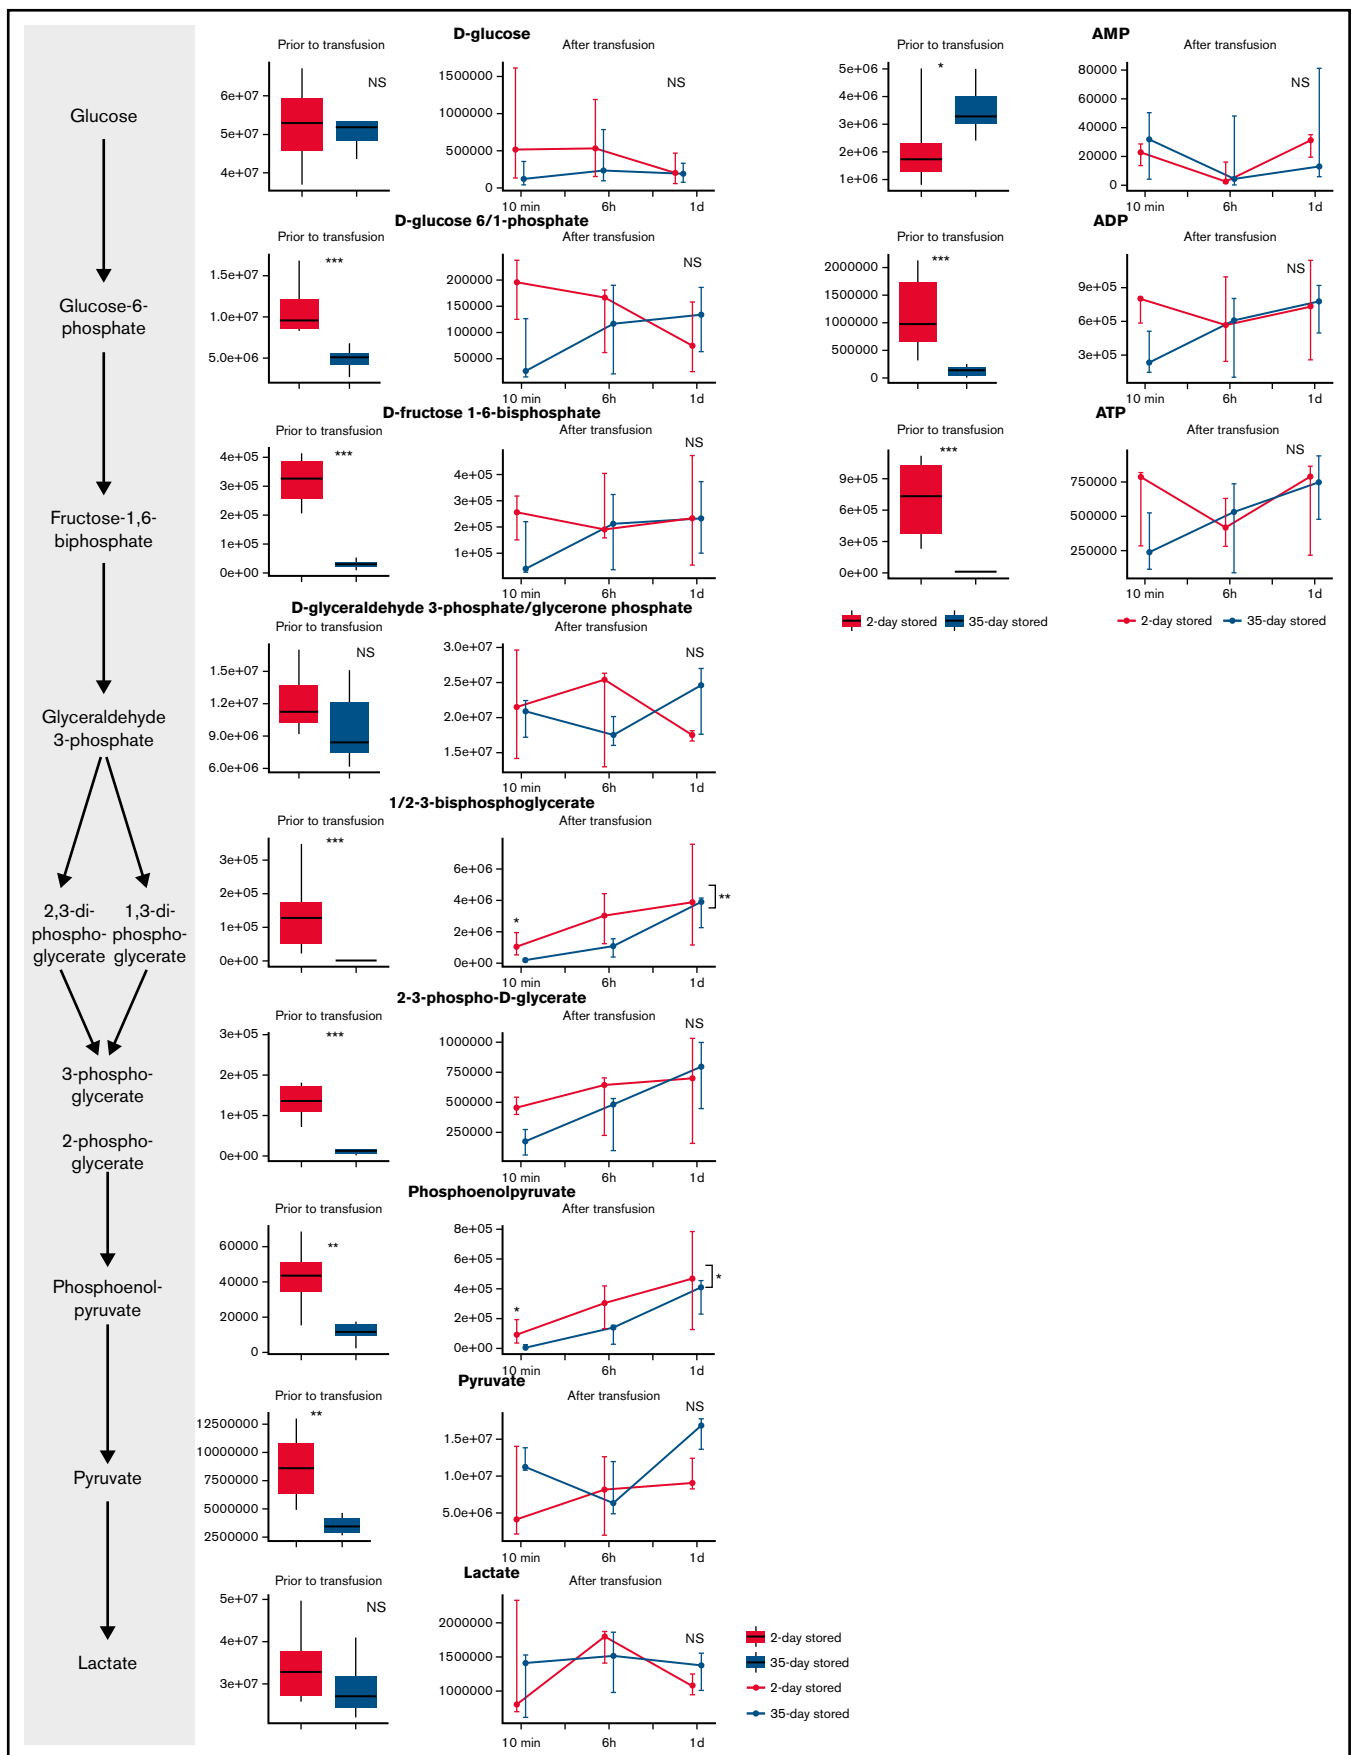 Glucose
Glucose-6-
phosphate
Fructose-1,6-
biphosphate
Glyceraldehyde
3-phosphate
2,3-di- 1,3-di-
phospho- phospho-
glycerate glycerate
3-phospho-
glycerate
2-phospho-
glycerate
Phosphoenol-
pyruvate
Pyruvate
Lactate
D-glucose
Prior to transfusion
NS
6e+07
5e+07
4e+07
After transfusion
NS
1500000
1000000
500000
0
10 min 6h 1d
D-glucose 6/1-phosphate
Prior to transfusion
***
1.5e+07
1.0e+07
5.0e+06
After transfusion
NS
200000
150000
100000
50000
10 min 6h 1d
D-fructose 1-6-bisphosphate
Prior to transfusion
***
4e+05
3e+05
2e+05
1e+05
0e+00
After transfusion
NS
4e+05
3e+05
2e+05
1e+05
10 min 6h 1d
D-glyceraldehyde 3-phosphate/glycerone phosphate
Prior to transfusion
NS
1.5e+07
1.2e+07
9.0e+06
6.0e+06
After transfusion
NS
3.0e+07
2.5e+07
2.0e+07
1.5e+07
10 min 6h 1d
1/2-3-bisphosphoglycerate
Prior to transfusion
***
3e+05
2e+05
1e+05
0e+00
After transfusion
6e+06
4e+06
2e+06
0e+00
*
**
10 min 6h 1d
2-3-phospho-D-glycerate
Prior to transfusion
***
3e+05
2e+05
1e+05
0e+00
After transfusion
NS
1000000
750000
500000
250000
10 min 6h 1d
Phosphoenolpyruvate
Prior to transfusion
**
60000
40000
20000
0
After transfusion
8e+05
6e+05
4e+05
2e+05
0e+00
*
*
10 min 6h 1d
Pyruvate
Prior to transfusion
**
12500000
10000000
7500000
5000000
2500000
After transfusion
NS
1.5e+07
1.0e+07
5.0e+06
10 min 6h 1d
Lactate
Prior to transfusion
NS
5e+07
4e+07
3e+07
After transfusion
NS
2000000
1500000
1000000
10 min 6h 1d
2-day stored
35-day stored
2-day stored
35-day stored
AMP
Prior to transfusion
*
5e+06
4e+06
3e+06
2e+06
1e+06
After transfusion
NS
80000
60000
40000
20000
0
10 min 6h 1d
ADP
Prior to transfusion
***
2000000
1500000
1000000
500000
0
After transfusion
NS
9e+05
6e+05
3e+05
10 min 6h 1d
ATP
Prior to transfusion
***
9e+05
6e+05
3e+05
0e+00
After transfusion
NS
750000
500000
250000
10 min 6h 1d
2-day stored 35-day stored
2-day stored 35-day stored